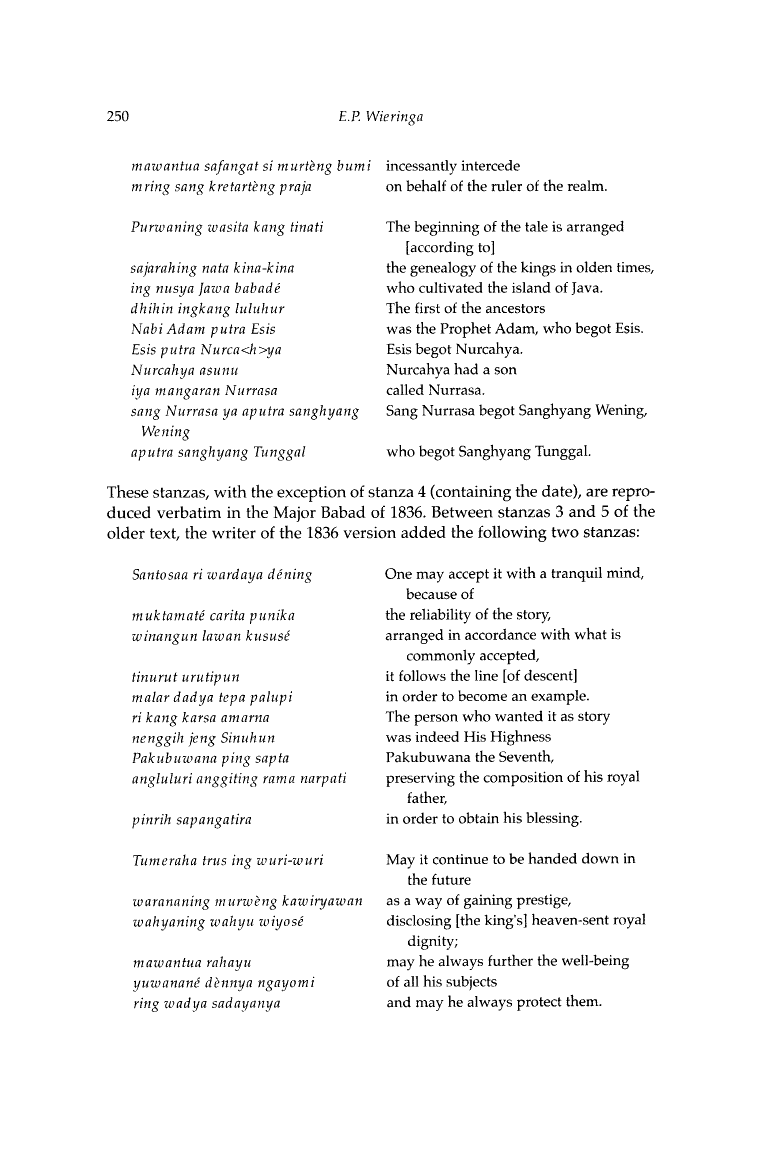 250 E.P. Wieringa
mawantua safangat si murtèng bumi incessantly intercede
mring sang kretartèng praja on behalf of the ruler of the realm.
Purwaning wasita kang tinati The beginning of the tale is arranged
[according to]
sajarahing nata kina-kina the genealogy of the kings in olden times,
ing nusya Jawa babadé who cultivated the island of Java.
dhihin ingkang luluhur The first of the ancestors
Nabi Adam putra Esis was the Prophet Adam, who begot Esis.
Esis putra Nurca<h>ya Esis begot Nurcahya.
Nurcahya asunu Nurcahya had a son
iya mangaran Nurrasa called Nurrasa.
sang Nurrasa ya aputra sanghyang Sang Nurrasa begot Sanghyang Wening,
Wening
aputra sanghyang Tunggal who begot Sanghyang Tunggal.
These stanzas, with the exception of stanza 4 (containing the date), are repro-
duced verbatim in the Major Babad of 1836. Between stanzas 3 and 5 of the
older text, the writer of the 1836 version added the following two stanzas:
Santosaa ri wardaya déning One may accept it with a tranquil mind,
because of
muktamaté carita punika the reliability of the story,
winangun lawan kususé arranged in accordance with what is
commonly accepted,
tinurut urutipun it follows the line [of descent]
malar dadya tepa palupi in order to become an example.
ri kang karsa amarna The person who wanted it as story
nenggih jeng Sinuhun was indeed His Highness
Pakubuwana ping sapta Pakubuwana the Seventh,
angluluri anggiting rama narpati preserving the composition of his royal
father,
pinrih sapangatira in order to obtain his blessing.
Tumeraha trus ing wuri-wuri May it continue to be handed down in
the future
warananing murwèng kawiryawan as a way of gaining prestige,
wahyaning wahyu wiyosé disclosing [the king's] heaven-sent royal
dignity;
mawantua rahayu may he always further the well-being
yuwanané dènnya ngayomi of all his subjects
ring wadya sadayanya and may he always protect them.